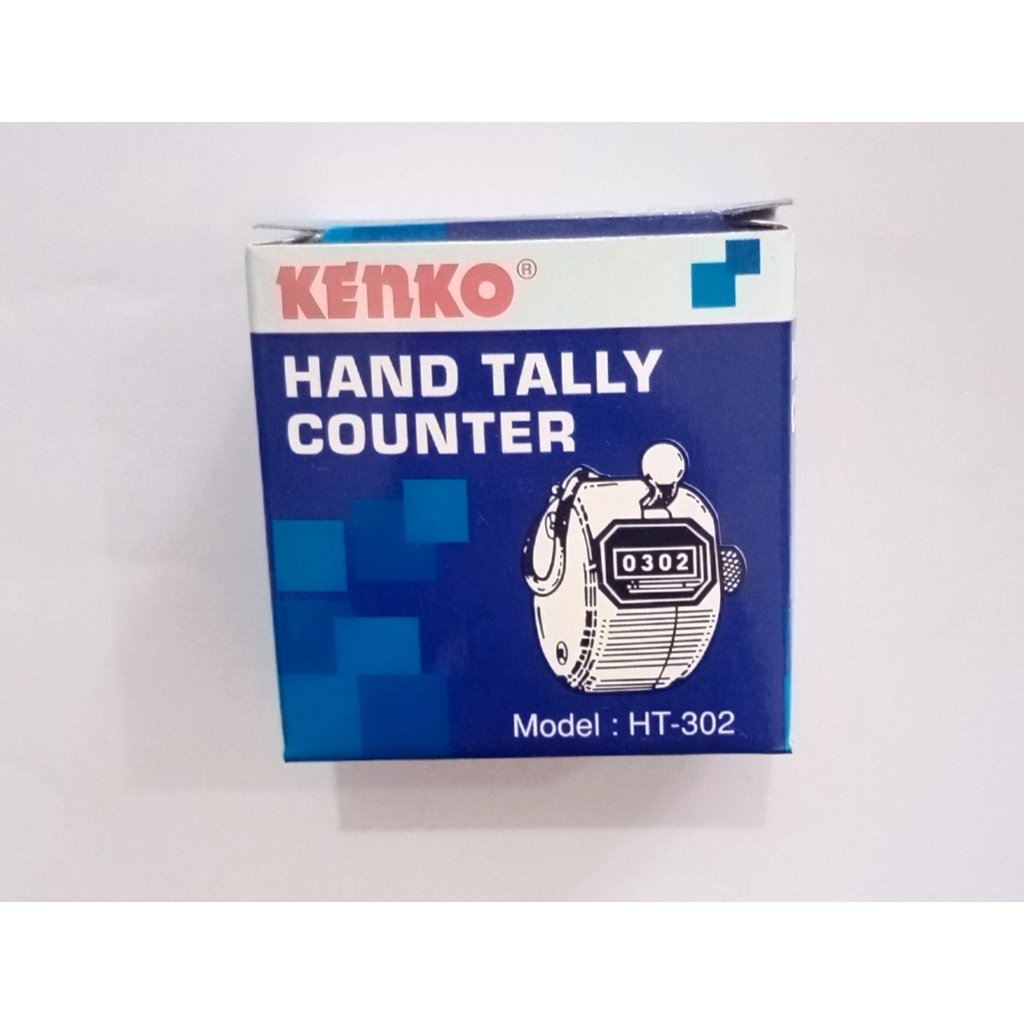 KENKO®
HAND TALLY
COUNTER
0302
Model : HT-302